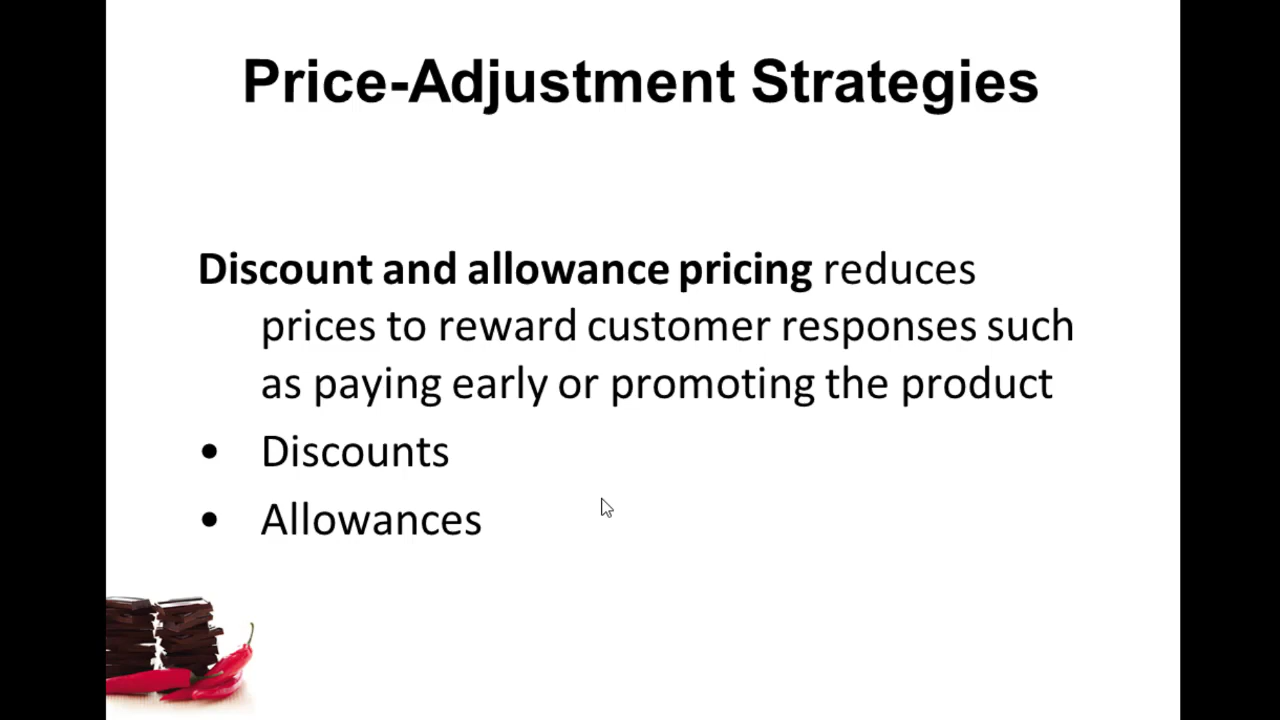 Price-Adjustment Strategies
Discount and allowance pricing reduces
prices to reward customer responses such
as paying early or promoting the product
• Discounts
• Allowances